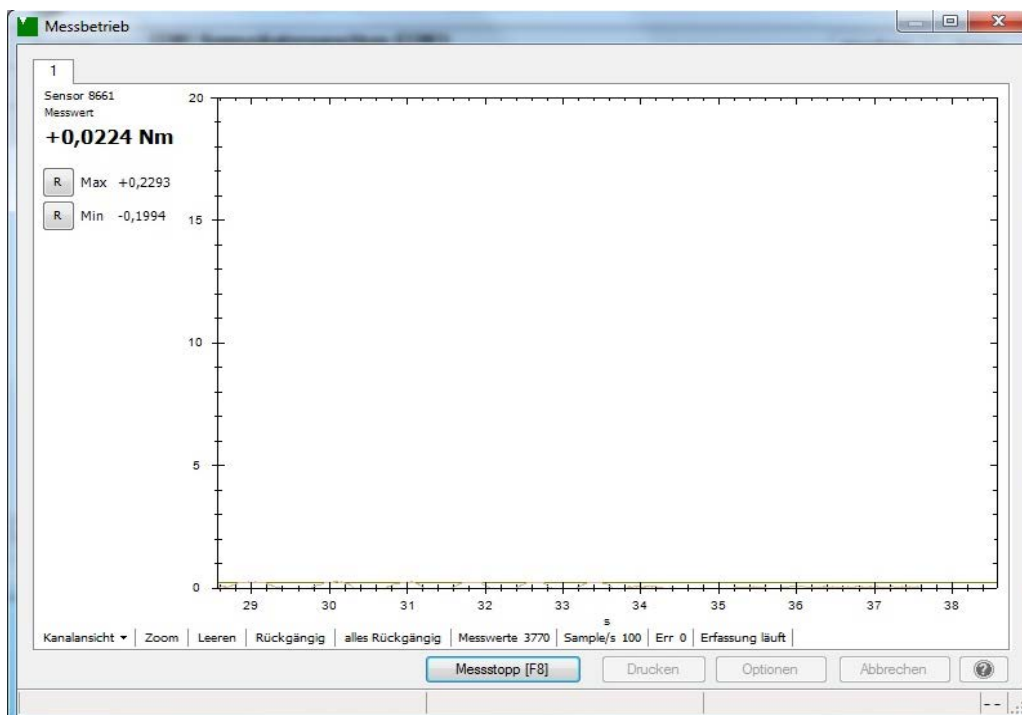 Messbetrieb
1
Sensor 8661
Messwert
+0,0224 Nm
R Max +0,2293
R Min -0,1994
20
15
10
5
0
29 30 31 32 33 34 35 36 37 38
s
Kanalansicht Zoom Leeren Rückgängig alles Rückgängig Messwerte 3770 Sample/s 100 Err 0 Erfassung läuft
Messstopp [F8] Drucken Optionen Abbrechen ?
--